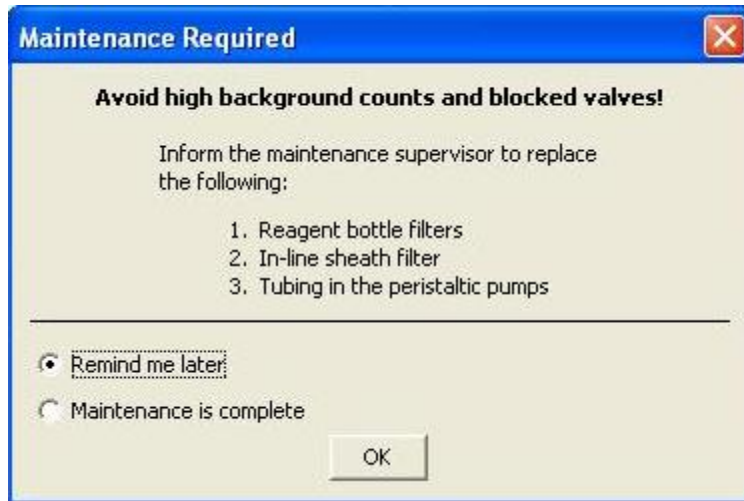 Maintenance Required
Avoid high background counts and blocked valves!
Inform the maintenance supervisor to replace
the following:
1. Reagent bottle filters
2. In-line sheath filter
3. Tubing in the peristaltic pumps
Remind me later
Maintenance is complete
OK